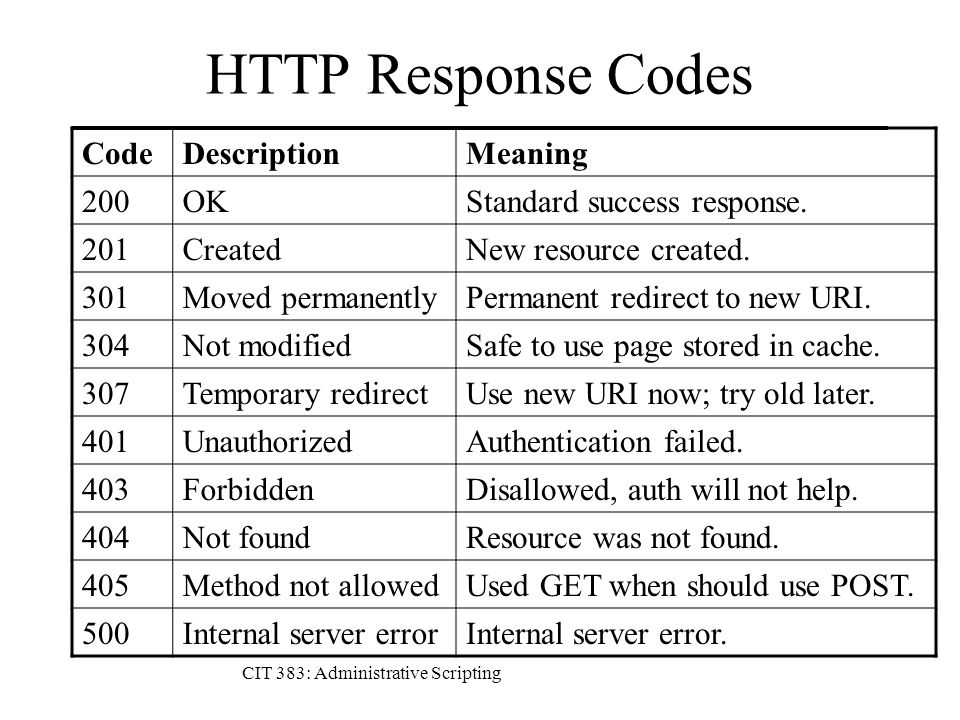 HTTP Response Codes
Code Description Meaning
200 OK Standard success response.
201 Created New resource created.
301 Moved permanently Permanent redirect to new URI.
304 Not modified Safe to use page stored in cache.
307 Temporary redirect Use new URI now; try old later.
401 Unauthorized Authentication failed.
403 Forbidden Disallowed, auth will not help.
404 Not found Resource was not found.
405 Method not allowed Used GET when should use POST.
500 Internal server error Internal server error.
CIT 383: Administrative Scripting